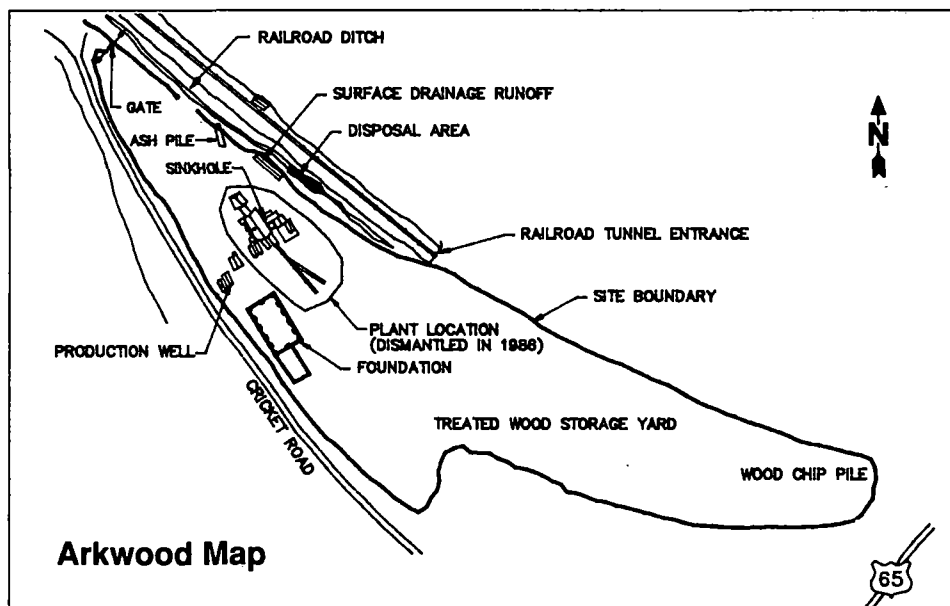 RAILROAD DITCH
SURFACE DRAINAGE RUNOFF
GATE
DISPOSAL AREA
ASH PILE
N
SINKHOLE
RAILROAD TUNNEL ENTRANCE
SITE BOUNDARY
PLANT LOCATION
(DISMANTLED IN 1986)
PRODUCTION WELL
FOUNDATION
CRICKET ROAD
TREATED WOOD STORAGE YARD
WOOD CHIP PILE
Arkwood Map
65